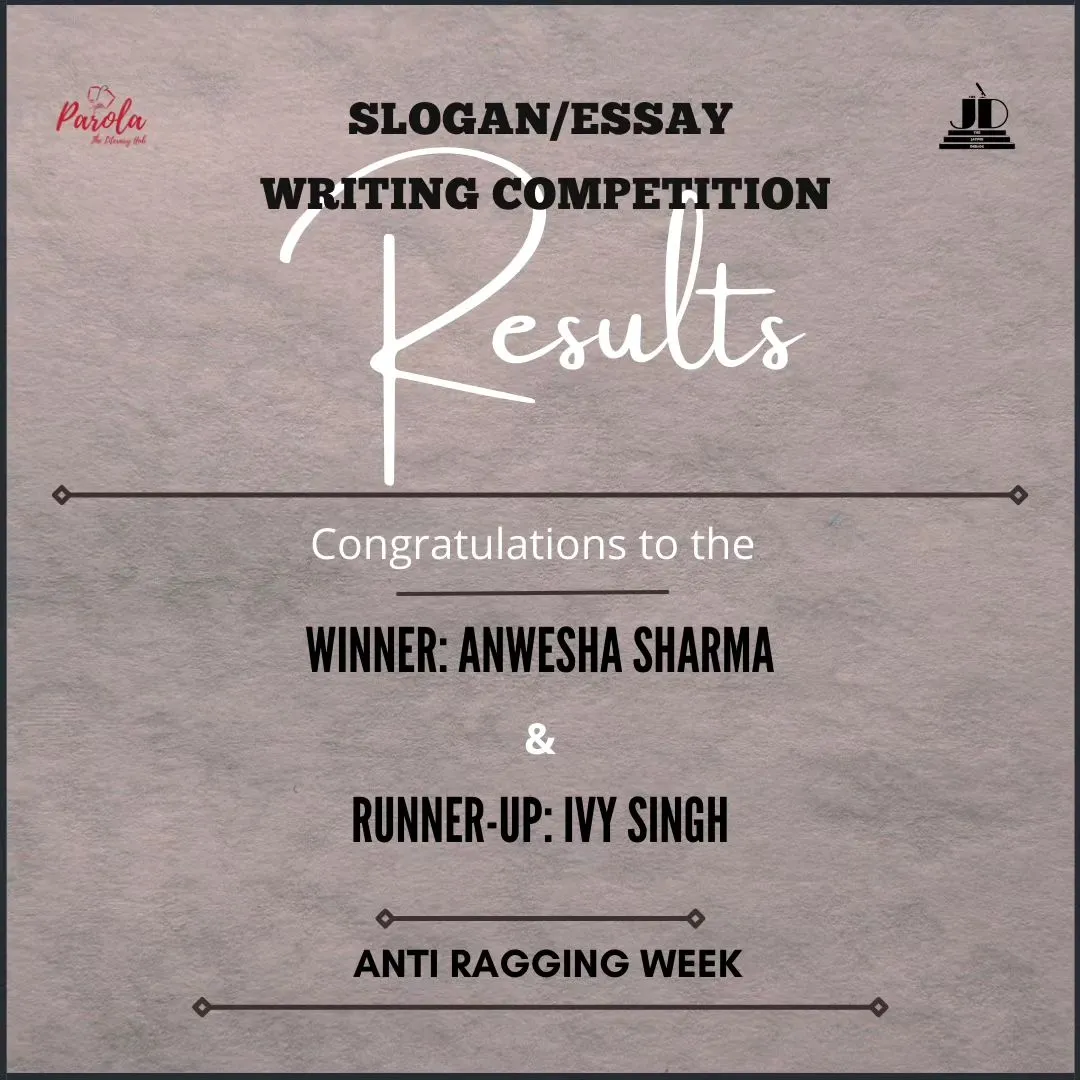 Parola
The Literary Hub
SLOGAN/ESSAY
WRITING COMPETITION
Results
JD
Congratulations to the
WINNER: ANWESHA SHARMA
&
RUNNER-UP: IVY SINGH
ANTI RAGGING WEEK